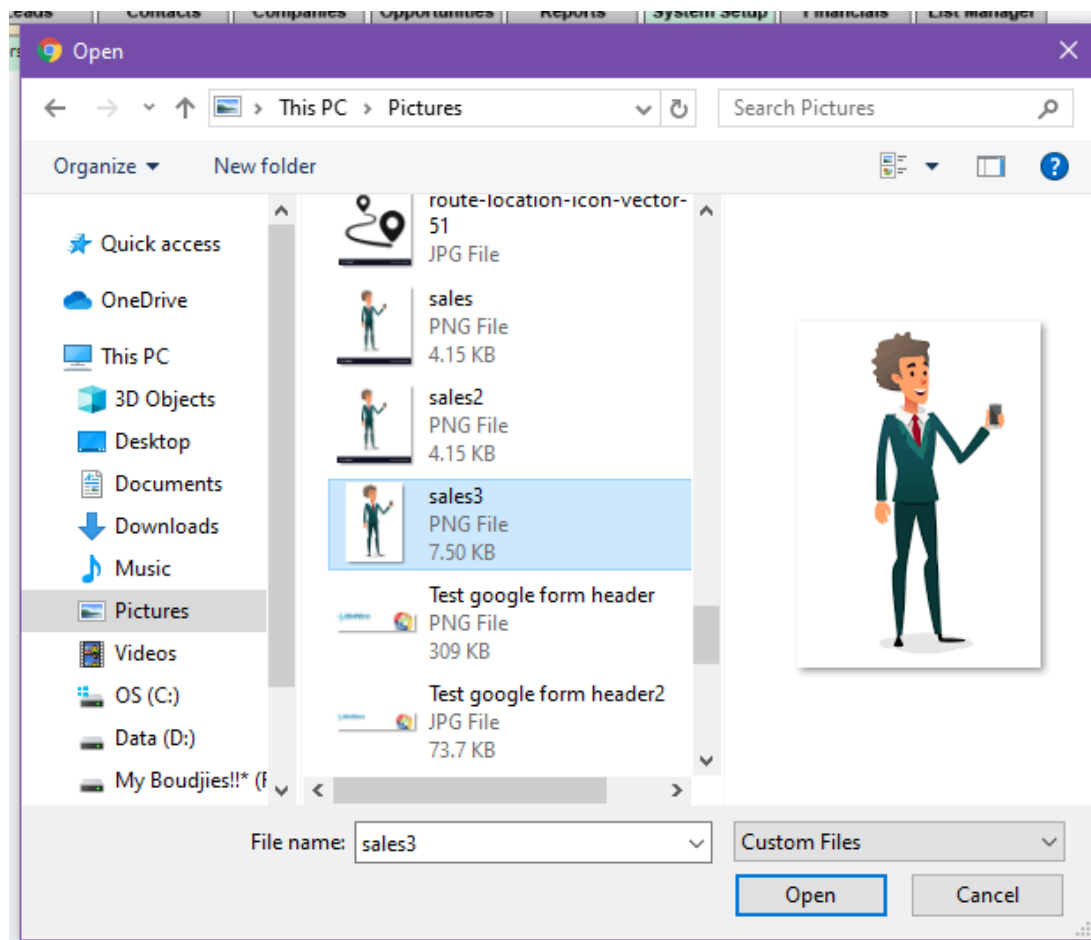 Leads Contacts Companies Opportunities Reports System Setup Financials List Manager
Open
This PC > Pictures
Search Pictures
Organize
New folder
?
Quick access
OneDrive
This PC
3D Objects
Desktop
Documents
Downloads
Music
Pictures
Videos
OS (C:)
Data (D:)
My Boudjies!!* (F
route-location-icon-vector-
51
JPG File
sales
PNG File
4.15 KB
sales2
PNG File
4.15 KB
sales3
PNG File
7.50 KB
Test google form header
PNG File
309 KB
Test google form header2
JPG File
73.7 KB
File name: sales3
Custom Files
Open
Cancel